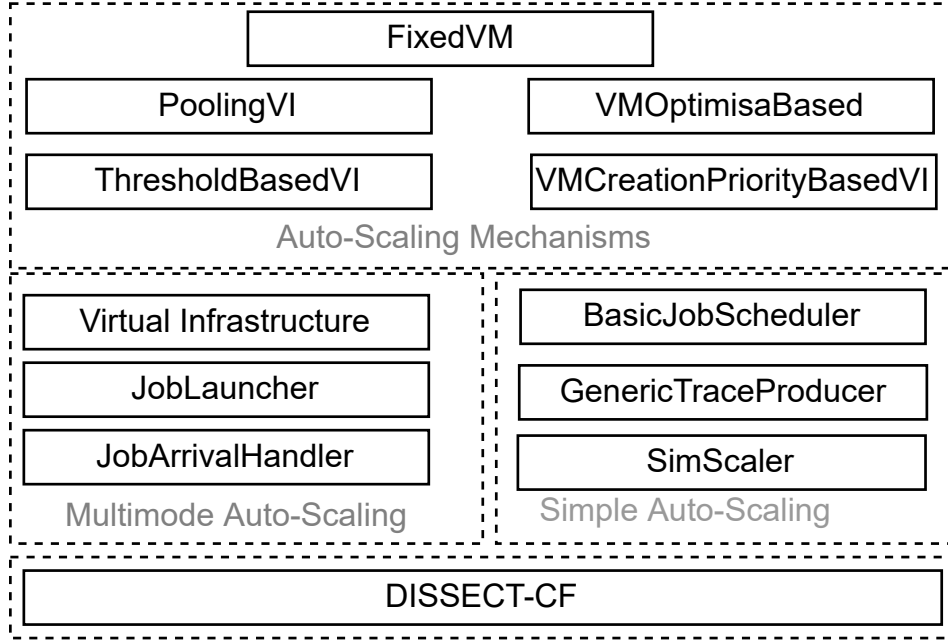 FixedVM
PoolingVI
VMOptimisaBased
ThresholdBasedVI
VMCreationPriorityBasedVI
Auto-Scaling Mechanisms
Virtual Infrastructure
JobLauncher
JobArrivalHandler
Multimode Auto-Scaling
BasicJobScheduler
GenericTraceProducer
SimScaler
Simple Auto-Scaling
DISSECT-CF